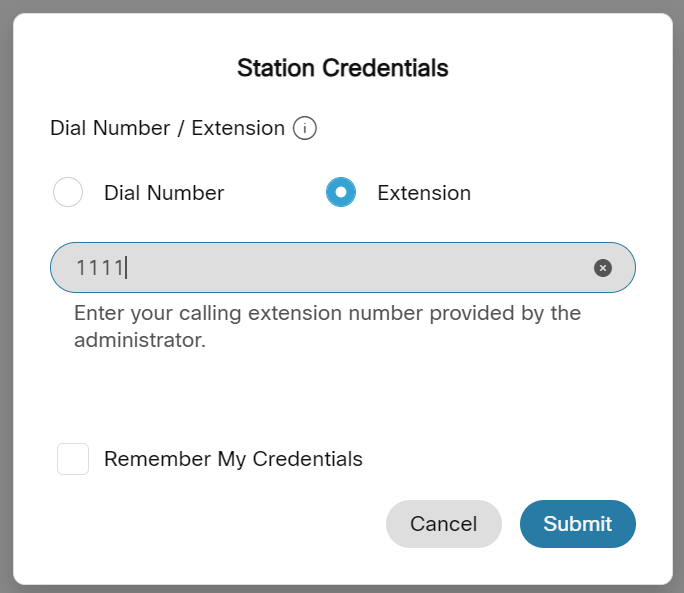 Station Credentials
Dial Number / Extension
Dial Number
Extension
1111
Enter your calling extension number provided by the
administrator.
Remember My Credentials
Cancel
Submit